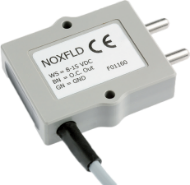 NOXFLD CE
WS = 8-15 VDC
BN = O.C. Out
GN = GND
F01160